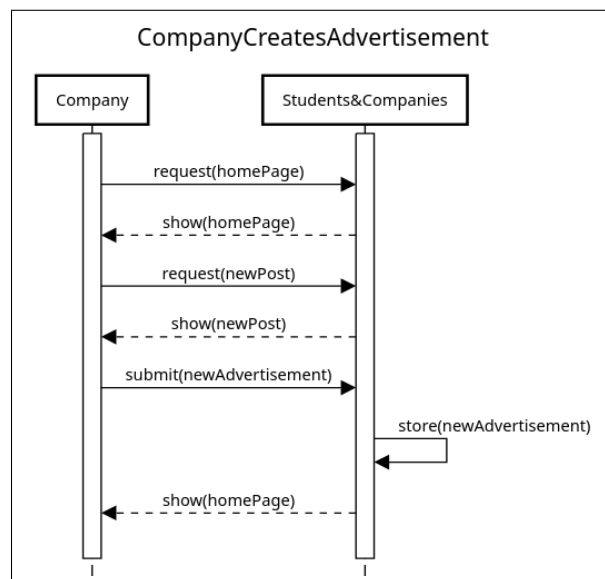 CompanyCreatesAdvertisement
Company
Students&Companies
request(homePage)
show(homePage)
request(newPost)
show(newPost)
submit(newAdvertisement)
store(newAdvertisement)
show(homePage)